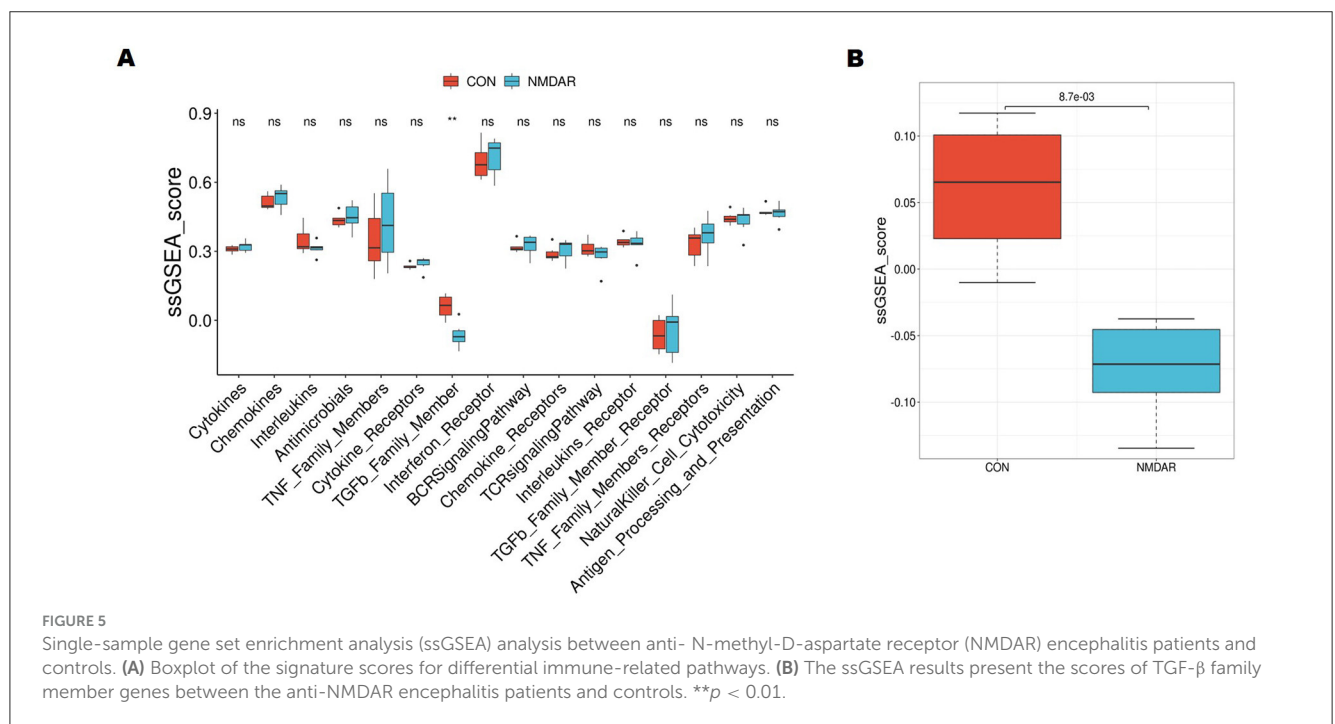 A
CON NMDAR
ns ns ns ns ns ns ** ns ns ns ns ns ns ns ns ns
ssGSEA_score
0.9
0.6
0.3
0.0
Cytokines
Chemokines
Interleukins
Antimicrobials
TNF_Family_Members
Cytokine_Receptors
TGFb_Family_Member
Interferon_Receptor
BCRSignalingPathway
Chemokine_Receptors
TCRsignalingPathway
Interleukins_Receptor
TGFb_Family_Member_Receptor
TNF_Family_Members_Receptors
NaturalKiller_Cell_Cytotoxicity
Antigen_Processing_and_Presentation
B
8.7e-03
ssGSEA_score
0.10
0.05
0.00
-0.05
-0.10
CON NMDAR
FIGURE 5
Single-sample gene set enrichment analysis (ssGSEA) analysis between anti- N-methyl-D-aspartate receptor (NMDAR) encephalitis patients and
controls. (A) Boxplot of the signature scores for differential immune-related pathways. (B) The ssGSEA results present the scores of TGF-β family
member genes between the anti-NMDAR encephalitis patients and controls. **p < 0.01.